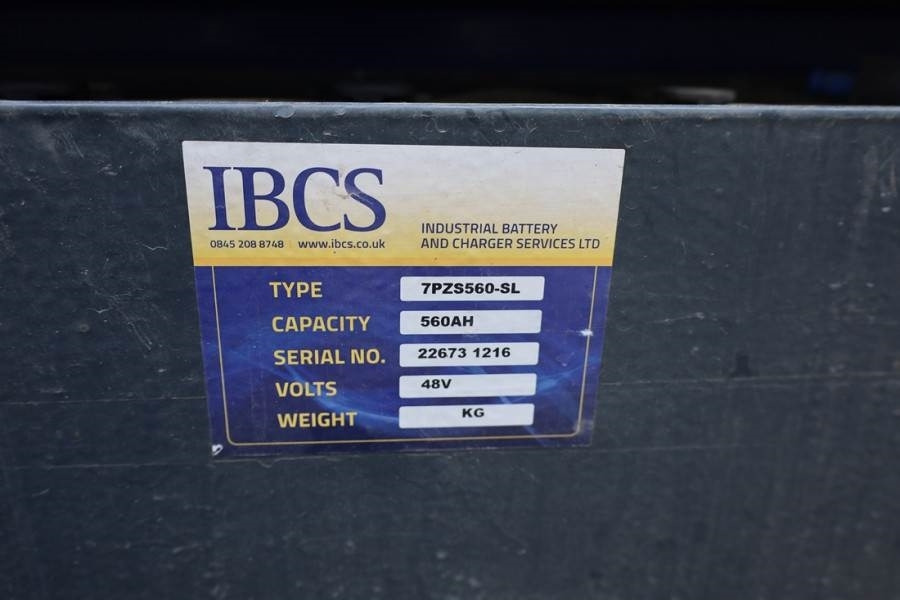 IBCS
0845 208 8748 | www.ibcs.co.uk
INDUSTRIAL BATTERY
AND CHARGER SERVICES LTD
TYPE 7PZS560-SL
CAPACITY 560AH
SERIAL NO. 22673 1216
VOLTS 48V
WEIGHT KG